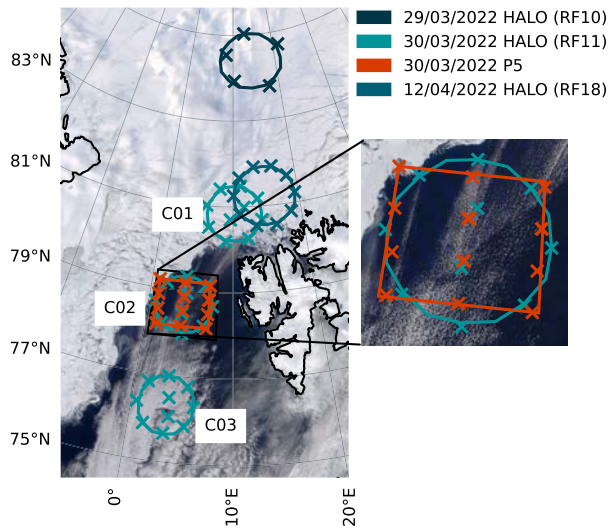 29/03/2022 HALO (RF10)
30/03/2022 HALO (RF11)
30/03/2022 P5
12/04/2022 HALO (RF18)
83°N
81°N
79°N
77°N
75°N
C01
C02
C03
0°
10°E
20°E